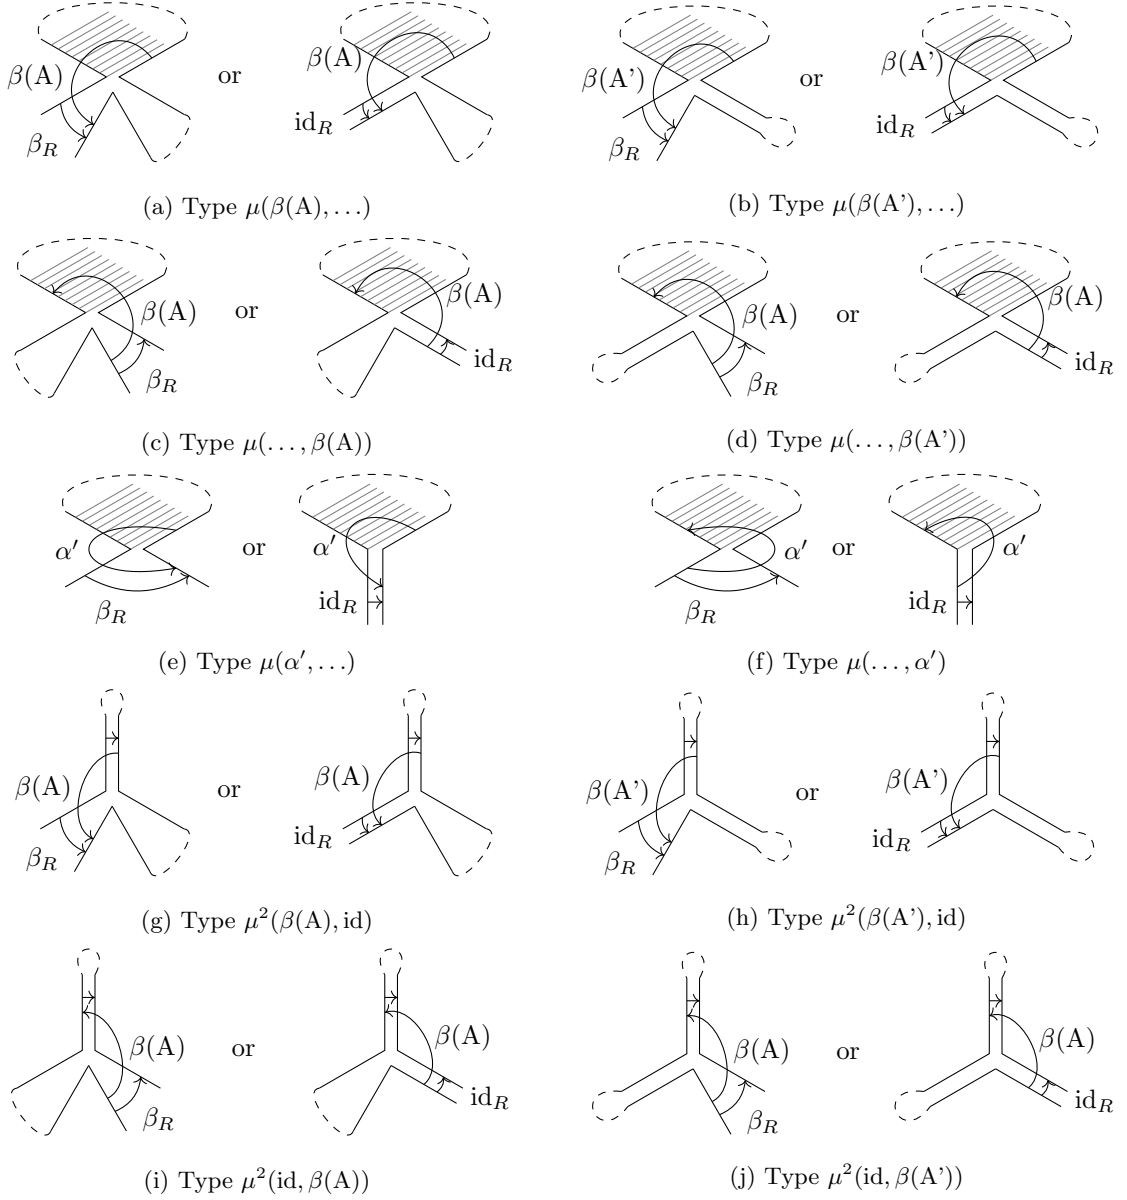 β(A) or β(A) β(A') or β(A')
β_R id_R β_R id_R
(a) Type μ(β(A), . . .) (b) Type μ(β(A'), . . .)
β(A) or β(A) β(A) or β(A)
β_R id_R β_R id_R
(c) Type μ(. . . , β(A)) (d) Type μ(. . . , β(A'))
α′ or α′ α′ or α′
β_R id_R β_R id_R
(e) Type μ(α′, . . .) (f) Type μ(. . . , α′)
β(A) or β(A) β(A') or β(A')
β_R id_R β_R id_R
(g) Type μ²(β(A), id) (h) Type μ²(β(A'), id)
β(A) or β(A) β(A) or β(A)
β_R id_R β_R id_R
(i) Type μ²(id, β(A)) (j) Type μ²(id, β(A'))